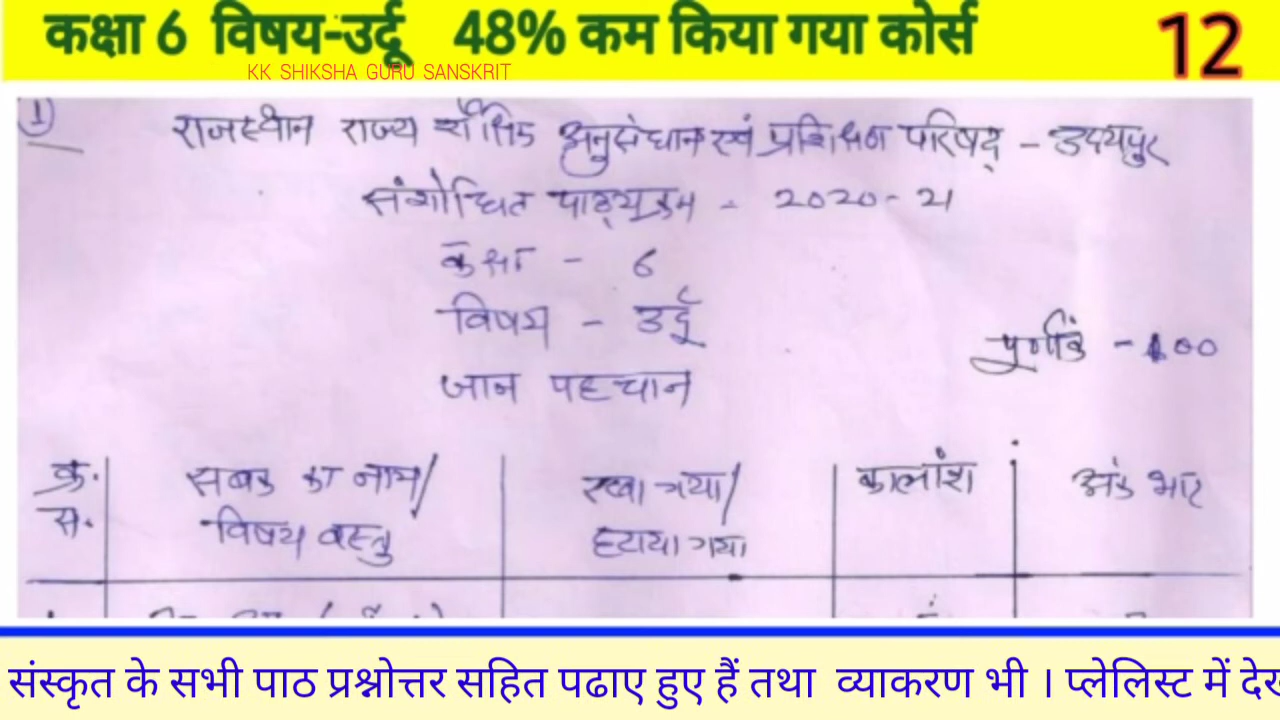 कक्षा 6 विषय-उर्दू 48% कम किया गया कोर्स 12
KK SHIKSHA GURU SANSKRIT
1
राजस्थान राज्य शैक्षिक अनुसंधान एवं प्रशिक्षण परिषद् - उदयपुर
संशोधित पाठ्यक्रम - 2020-21
कक्षा - 6
विषय - उर्दू
पूर्णांक - 100
जान पहचान
क्र. स. सबक का नाम/ विषय वस्तु रखा गया/ हटाया गया कालांश अंक भार
संस्कृत के सभी पाठ प्रश्नोत्तर सहित पढाए हुए हैं तथा व्याकरण भी । प्लेलिस्ट में